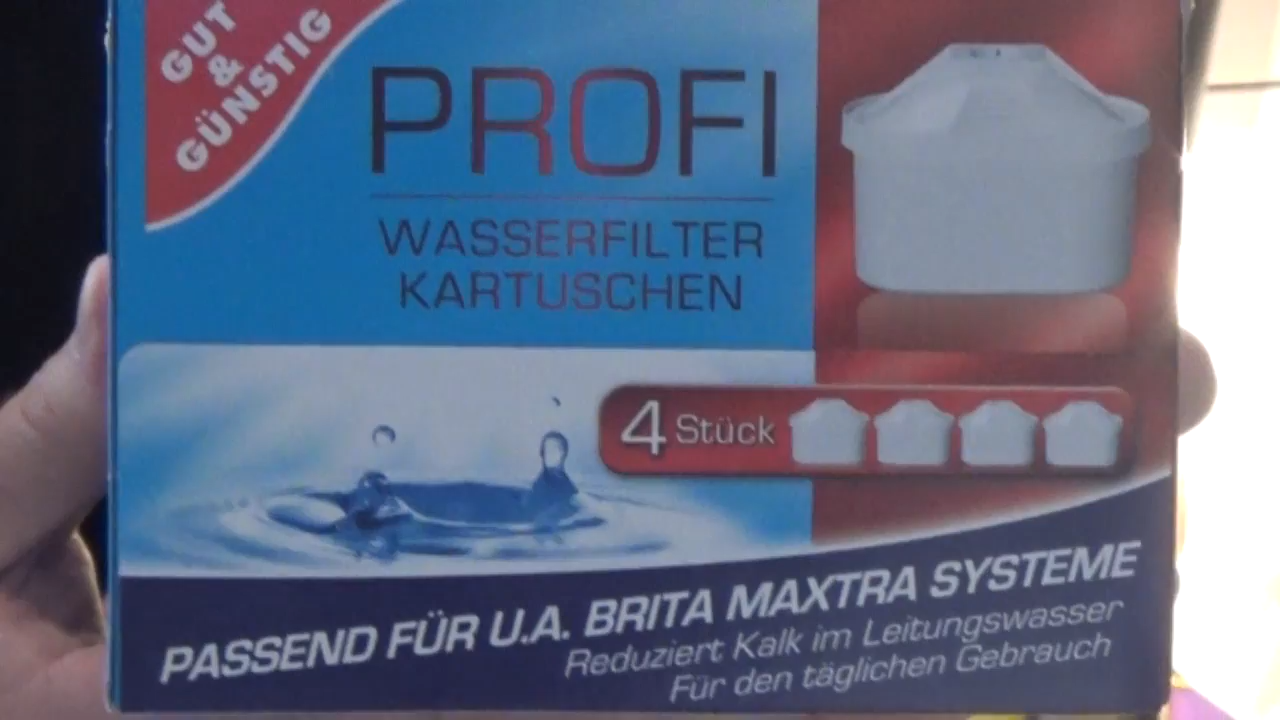 GUT
&
GÜNSTIG
PROFI
WASSERFILTER
KARTUSCHEN
4 Stück
PASSEND FÜR U.A. BRITA MAXTRA SYSTEME
Reduziert Kalk im Leitungswasser
Für den täglichen Gebrauch